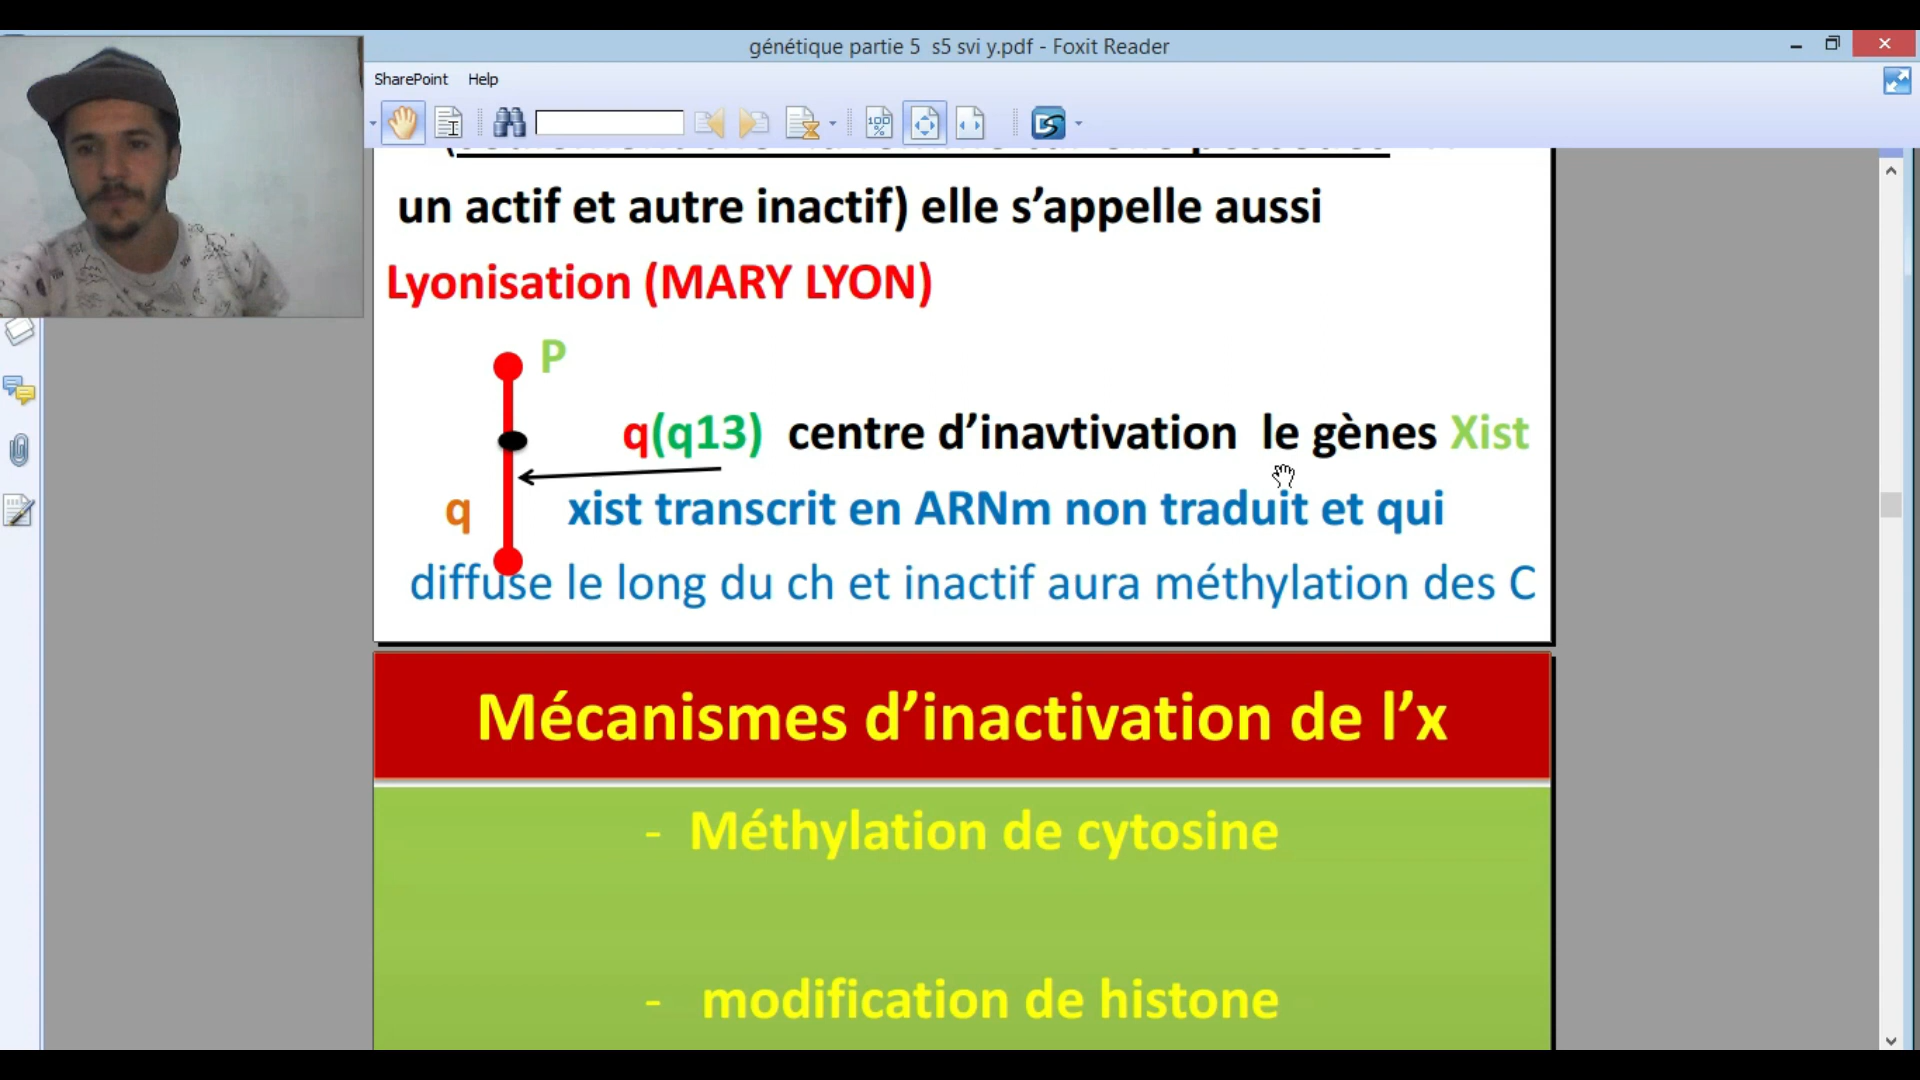 génétique partie 5 s5 svi y.pdf - Foxit Reader
SharePoint Help
un actif et autre inactif) elle s’appelle aussi
Lyonisation (MARY LYON)
P
q(q13) centre d’inavtivation le gènes Xist
q xist transcrit en ARNm non traduit et qui
diffuse le long du ch et inactif aura méthylation des C
Mécanismes d’inactivation de l’x
- Méthylation de cytosine
- modification de histone